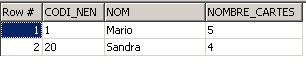 Row # CODI_NEN NOM NOMBRE_CARTES
1 1 Mario 5
2 20 Sandra 4